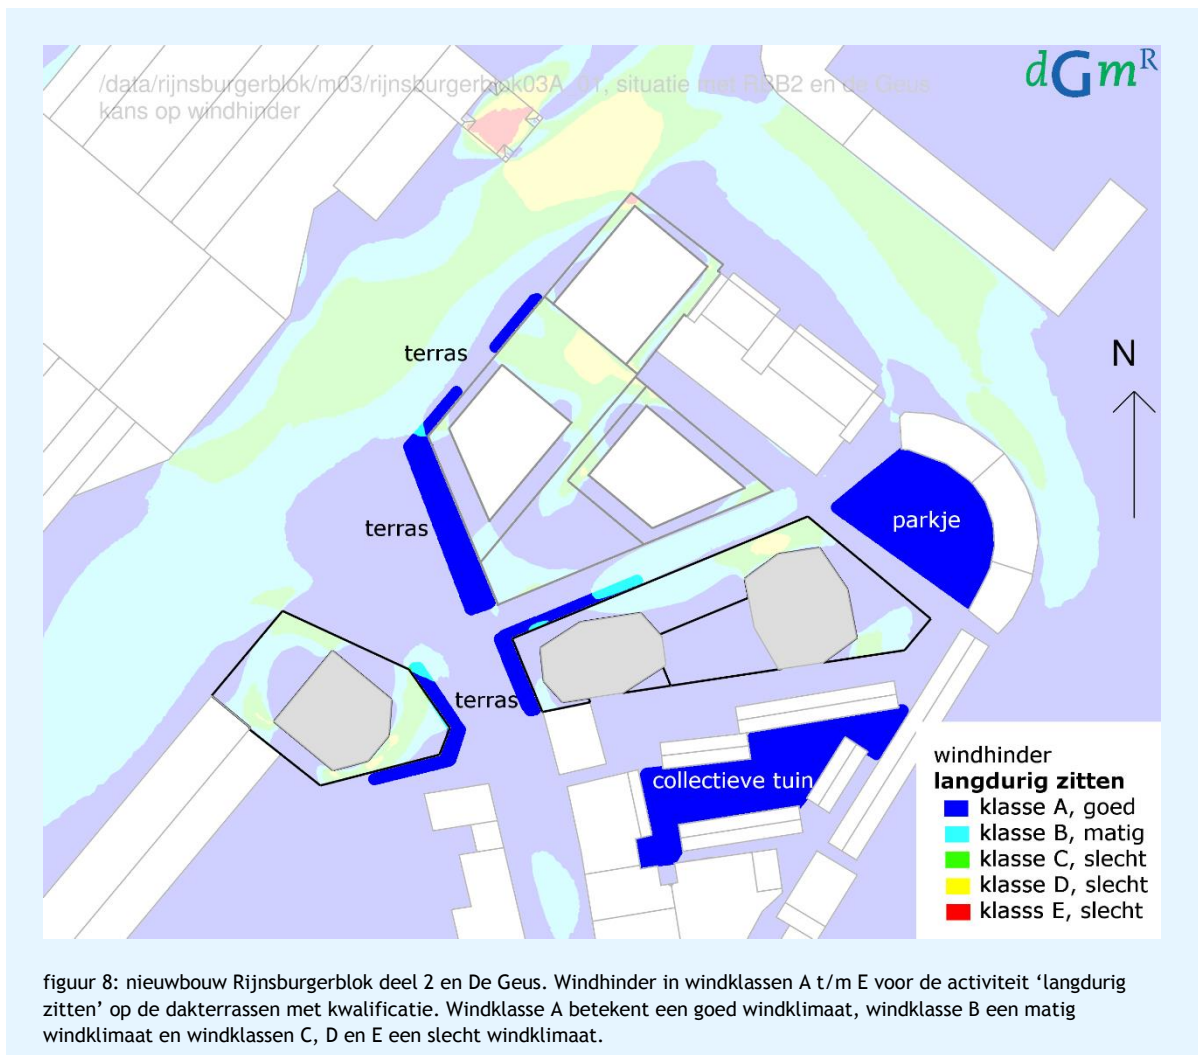 /data/rijnsburgerblok/m03/rijnsburgerblok03A_01, situatie met RBB2 en de Geus
kans op windhinder
dGmR
terras
N
terras
parkje
terras
collectieve tuin
windhinder
langdurig zitten
klasse A, goed
klasse B, matig
klasse C, slecht
klasse D, slecht
klasss E, slecht
figuur 8: nieuwbouw Rijnsburgerblok deel 2 en De Geus. Windhinder in windklassen A t/m E voor de activiteit ‘langdurig
zitten’ op de dakterrassen met kwalificatie. Windklasse A betekent een goed windklimaat, windklasse B een matig
windklimaat en windklassen C, D en E een slecht windklimaat.